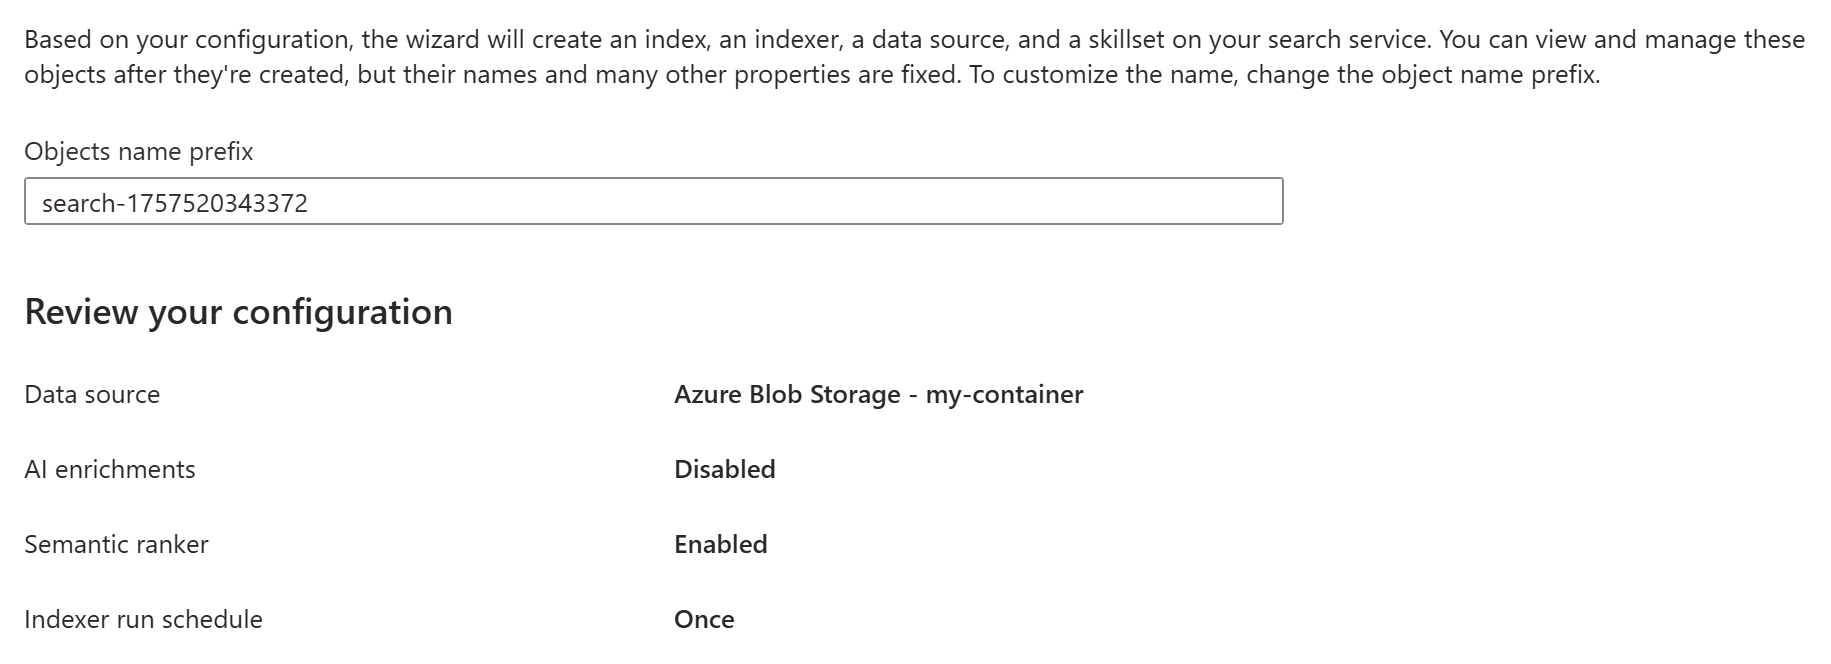 Based on your configuration, the wizard will create an index, an indexer, a data source, and a skillset on your search service. You can view and manage these
objects after they're created, but their names and many other properties are fixed. To customize the name, change the object name prefix.
Objects name prefix
search-1757520343372
Review your configuration
Data source Azure Blob Storage - my-container
AI enrichments Disabled
Semantic ranker Enabled
Indexer run schedule Once